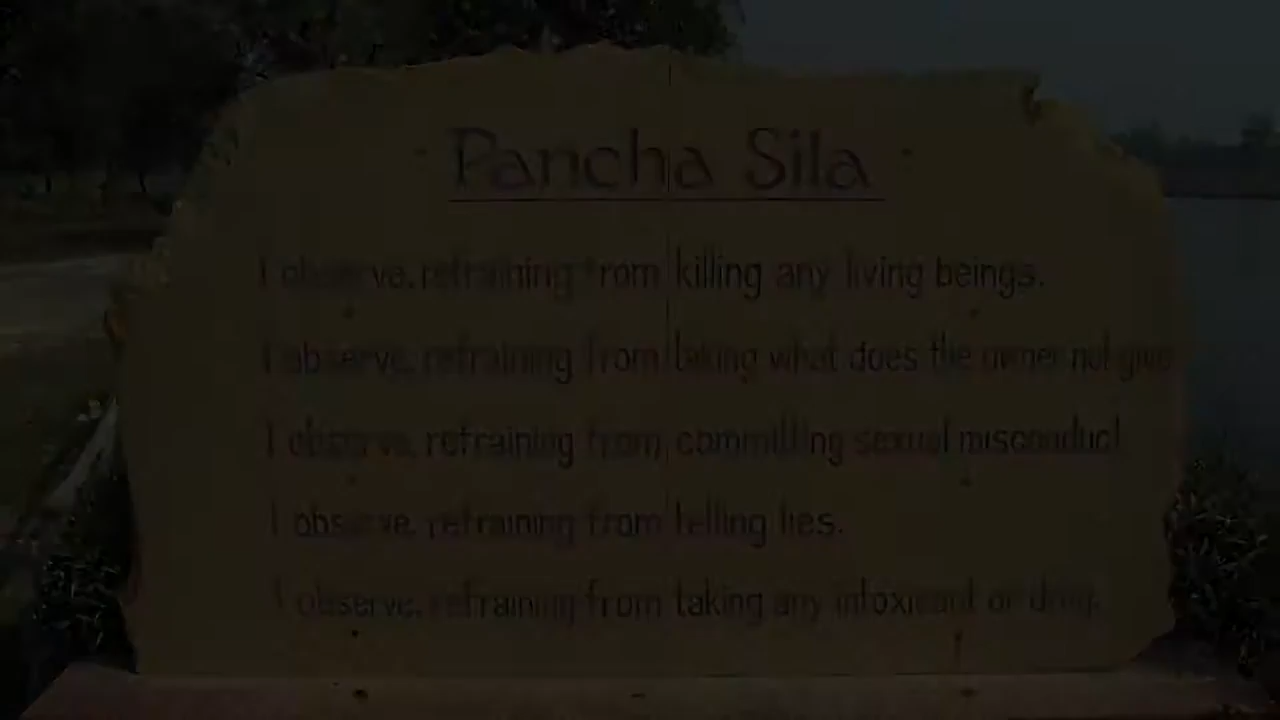 Pancha Sila
I observe, refraining from killing any living beings.
I observe, refraining from taking what does the owner not give
I observe, refraining from committing sexual misconduct.
I observe, refraining from telling lies.
I observe, refraining from taking any intoxicant or drug.